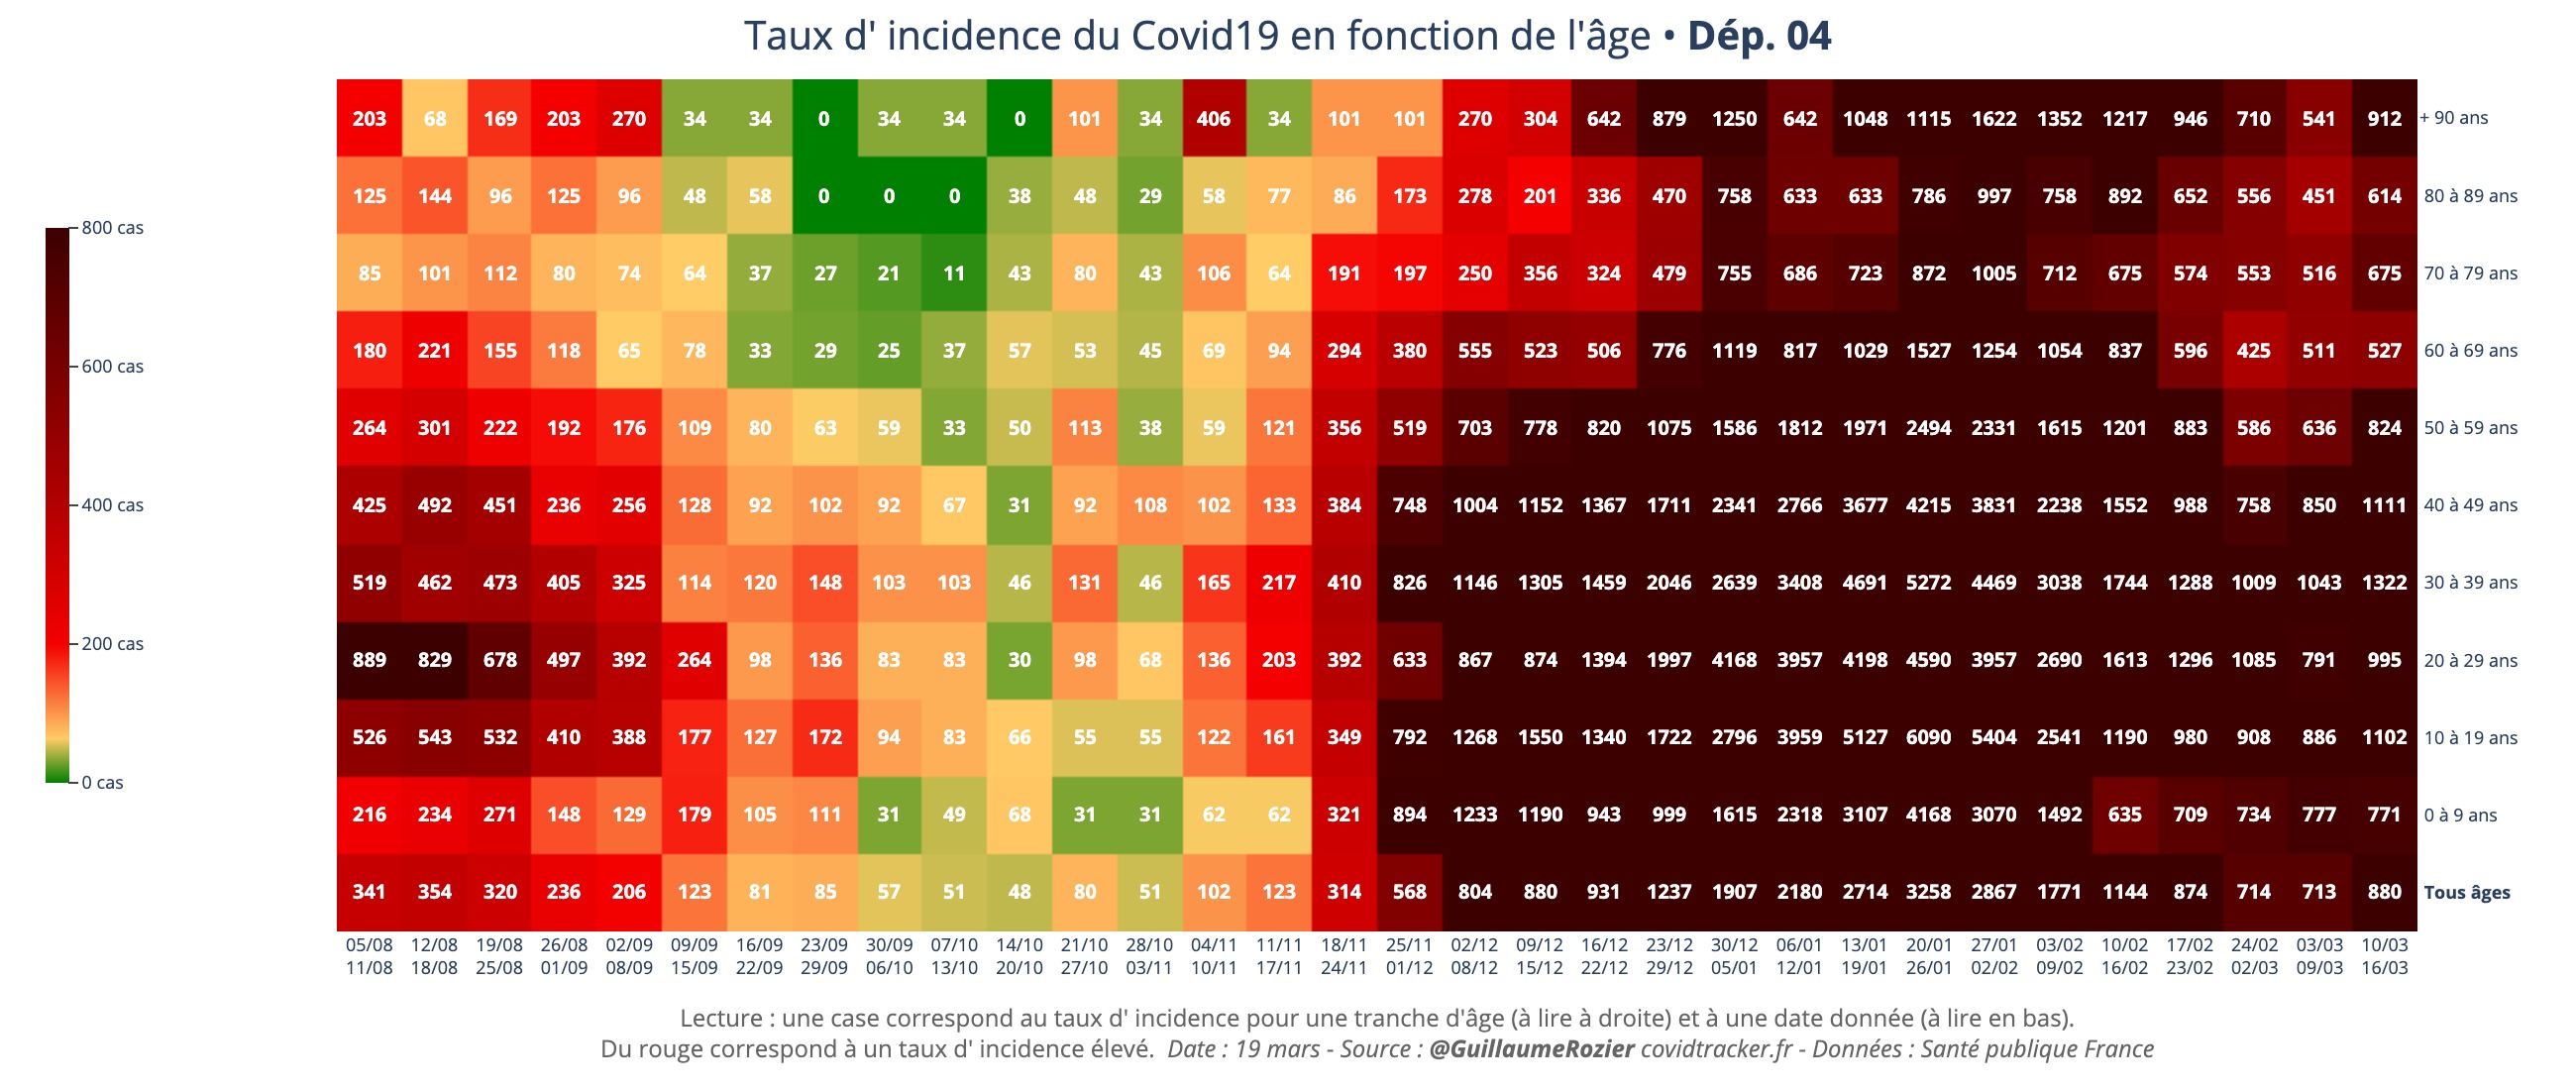 Taux d' incidence du Covid19 en fonction de l'âge • Dép. 04
800 cas
600 cas
400 cas
200 cas
0 cas
203 68 169 203 270 34 34 0 34 34 0 101 34 406 34 101 101 270 304 642 879 1250 642 1048 1115 1622 1352 1217 946 710 541 912 + 90 ans
125 144 96 125 96 48 58 0 0 0 38 48 29 58 77 86 173 278 201 336 470 758 633 633 786 997 758 892 652 556 451 614 80 à 89 ans
85 101 112 80 74 64 37 27 21 11 43 80 43 106 64 191 197 250 356 324 479 755 686 723 872 1005 712 675 574 553 516 675 70 à 79 ans
180 221 155 118 65 78 33 29 25 37 57 53 45 69 94 294 380 555 523 506 776 1119 817 1029 1527 1254 1054 837 596 425 511 527 60 à 69 ans
264 301 222 192 176 109 80 63 59 33 50 113 38 59 121 356 519 703 778 820 1075 1586 1812 1971 2494 2331 1615 1201 883 586 636 824 50 à 59 ans
425 492 451 236 256 128 92 102 92 67 31 92 108 102 133 384 748 1004 1152 1367 1711 2341 2766 3677 4215 3831 2238 1552 988 758 850 1111 40 à 49 ans
519 462 473 405 325 114 120 148 103 103 46 131 46 165 217 410 826 1146 1305 1459 2046 2639 3408 4691 5272 4469 3038 1744 1288 1009 1043 1322 30 à 39 ans
889 829 678 497 392 264 98 136 83 83 30 98 68 136 203 392 633 867 874 1394 1997 4168 3957 4198 4590 3957 2690 1613 1296 1085 791 995 20 à 29 ans
526 543 532 410 388 177 127 172 94 83 66 55 55 122 161 349 792 1268 1550 1340 1722 2796 3959 5127 6090 5404 2541 1190 980 908 886 1102 10 à 19 ans
216 234 271 148 129 179 105 111 31 49 68 31 31 62 62 321 894 1233 1190 943 999 1615 2318 3107 4168 3070 1492 635 709 734 777 771 0 à 9 ans
341 354 320 236 206 123 81 85 57 51 48 80 51 102 123 314 568 804 880 931 1237 1907 2180 2714 3258 2867 1771 1144 874 714 713 880 Tous âges
05/08 12/08 19/08 26/08 02/09 09/09 16/09 23/09 30/09 07/10 14/10 21/10 28/10 04/11 11/11 18/11 25/11 02/12 09/12 16/12 23/12 30/12 06/01 13/01 20/01 27/01 03/02 10/02 17/02 24/02 03/03 10/03
11/08 18/08 25/08 01/09 08/09 15/09 22/09 29/09 06/10 13/10 20/10 27/10 03/11 10/11 17/11 24/11 01/12 08/12 15/12 22/12 29/12 05/01 12/01 19/01 26/01 02/02 09/02 16/02 23/02 02/03 09/03 16/03
Lecture : une case correspond au taux d' incidence pour une tranche d'âge (à lire à droite) et à une date donnée (à lire en bas).
Du rouge correspond à un taux d' incidence élevé. Date : 19 mars - Source : @GuillaumeRozier covidtracker.fr - Données : Santé publique France